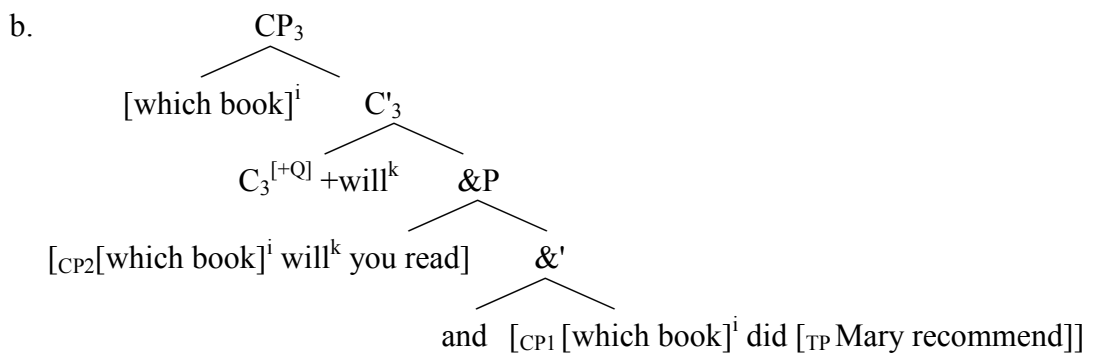 b. CP₃
[which book]ⁱ C'₃
C₃[+Q] +willᵏ &P
[CP2[which book]ⁱ willᵏ you read] &'
and [CP1 [which book]ⁱ did [TP Mary recommend]]